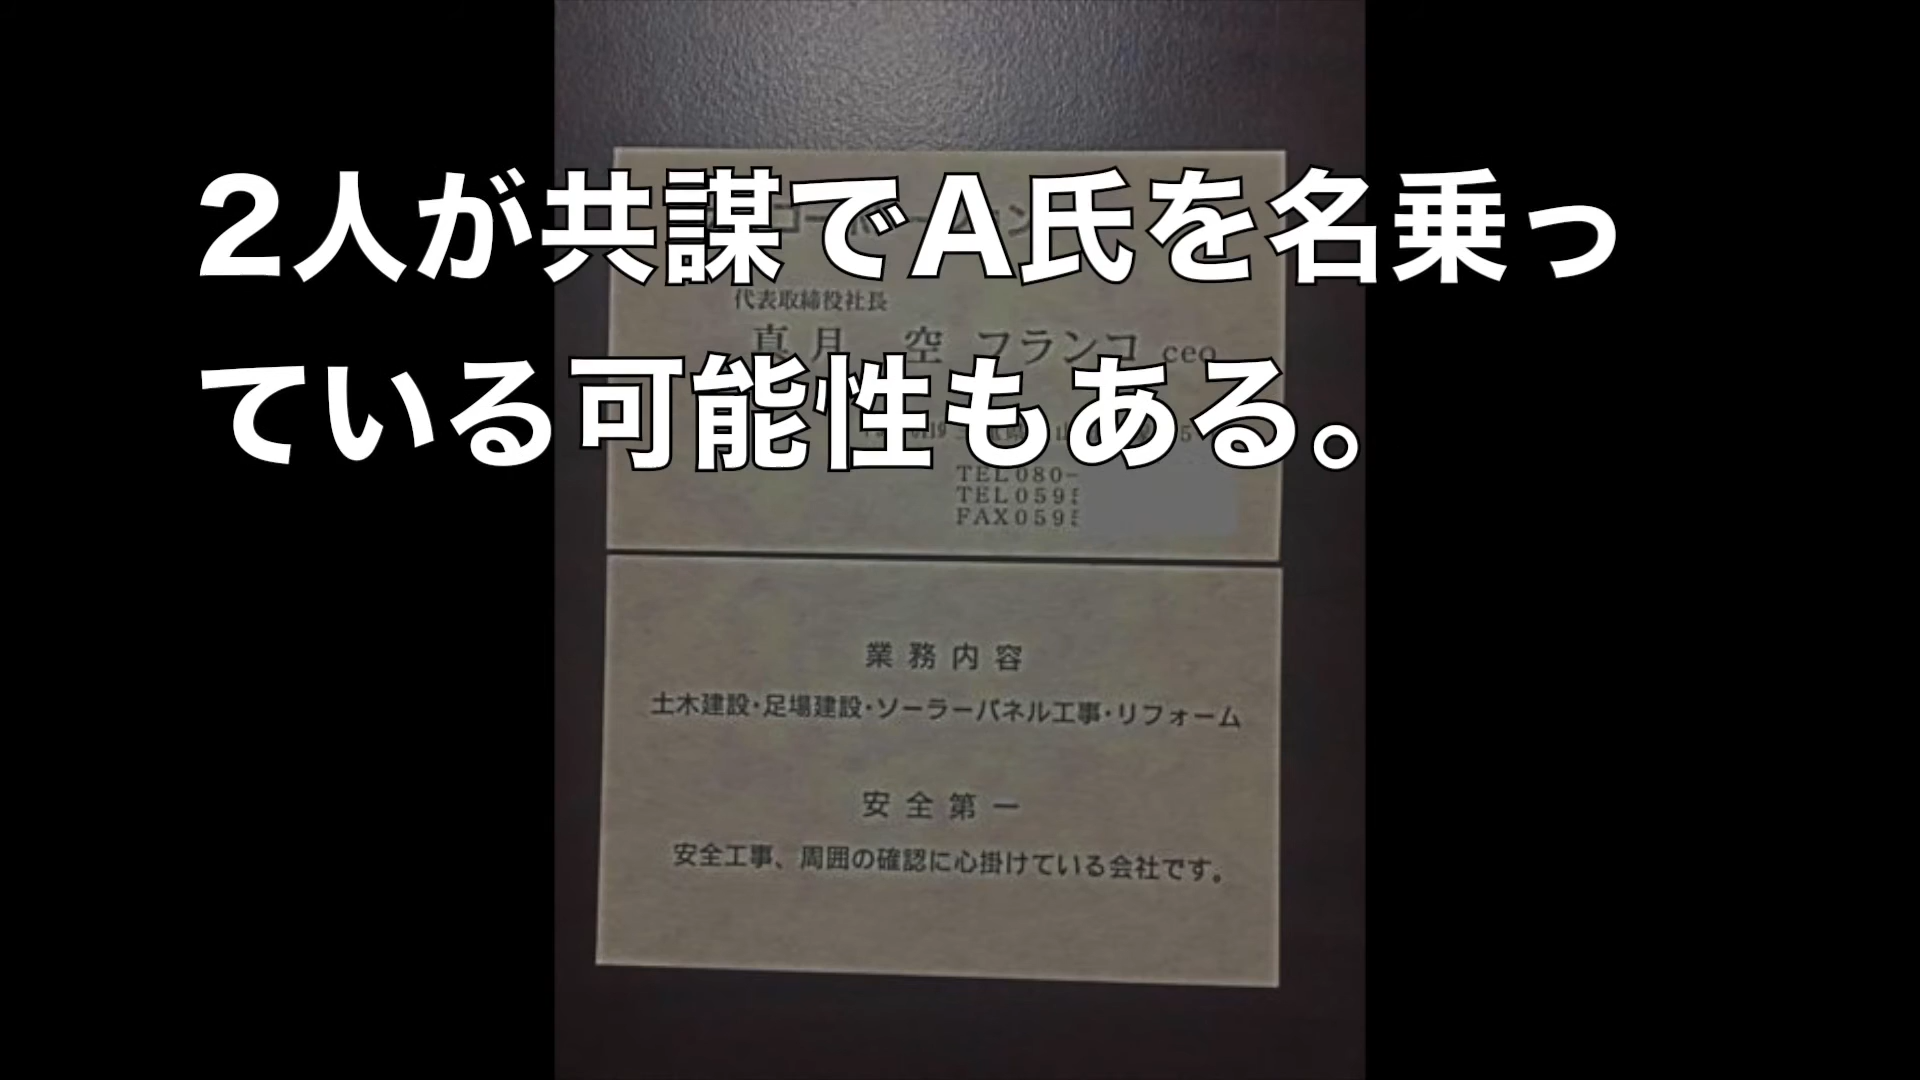 2人が共謀でA氏を名乗っ
ている可能性もある。
代表取締役社長
真月 空 フランコ ceo
TEL080-
TEL059
FAX059
業務内容
土木建設・足場建設・ソーラーパネル工事・リフォーム
安全第一
安全工事、周囲の確認に心掛けている会社です。